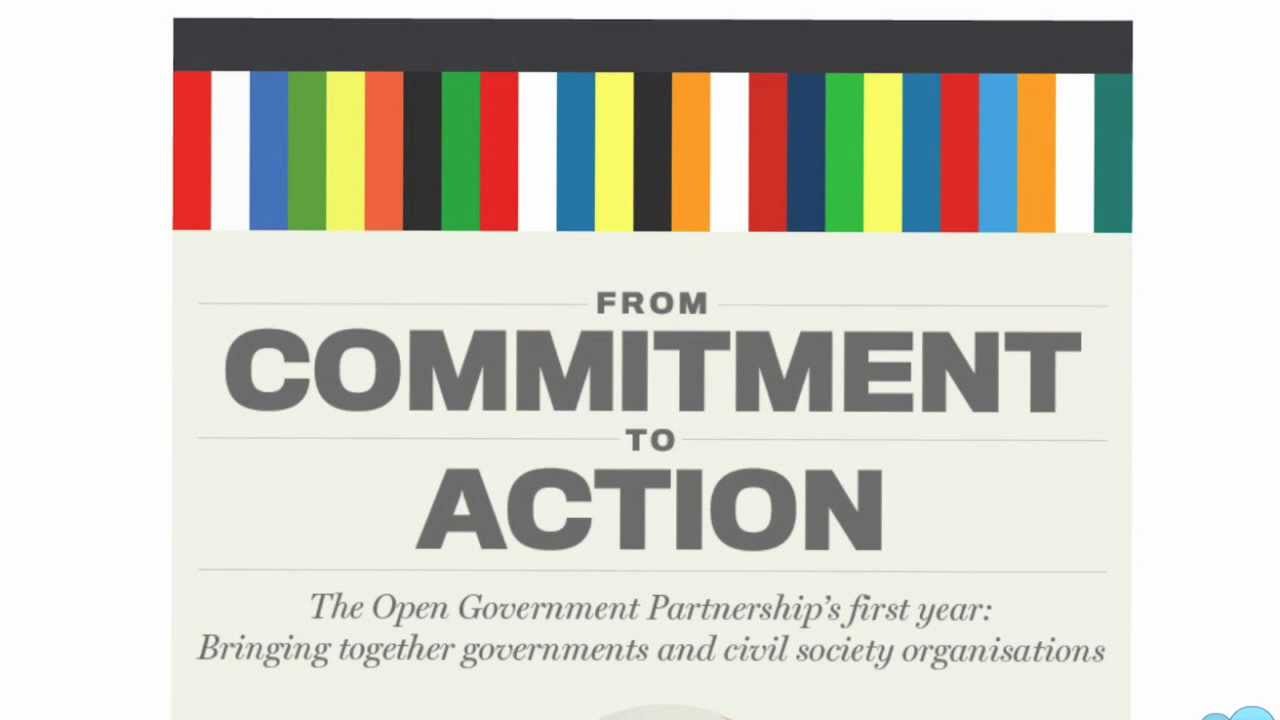 FROM
COMMITMENT
TO
ACTION
The Open Government Partnership's first year:
Bringing together governments and civil society organisations